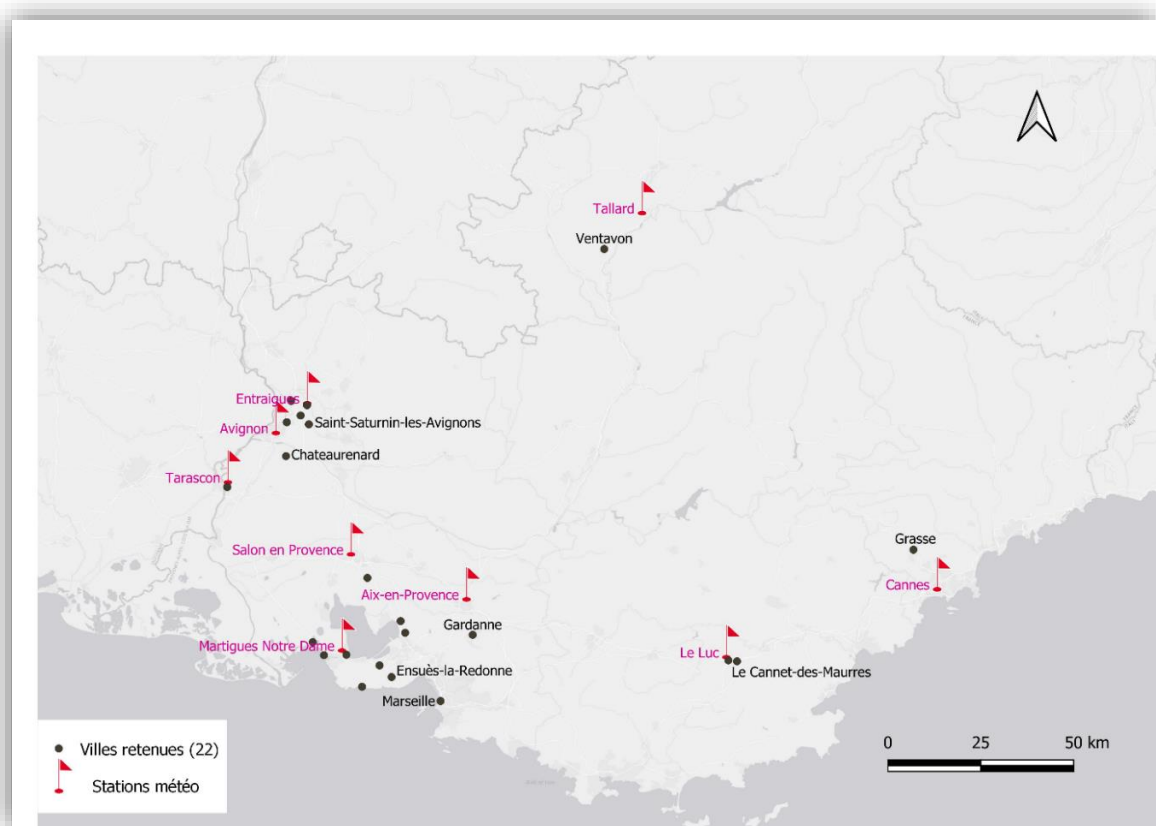 Tallard
Ventavon
Entraigues
Saint-Saturnin-les-Avignons
Avignon
Chateaurenard
Tarascon
Salon en Provence
Grasse
Aix-en-Provence
Cannes
Gardanne
Martigues Notre Dame
Le Luc
Ensuès-la-Redonne
Le Cannet-des-Maurres
Marseille
Villes retenues (22)
Stations météo
0 25 50 km